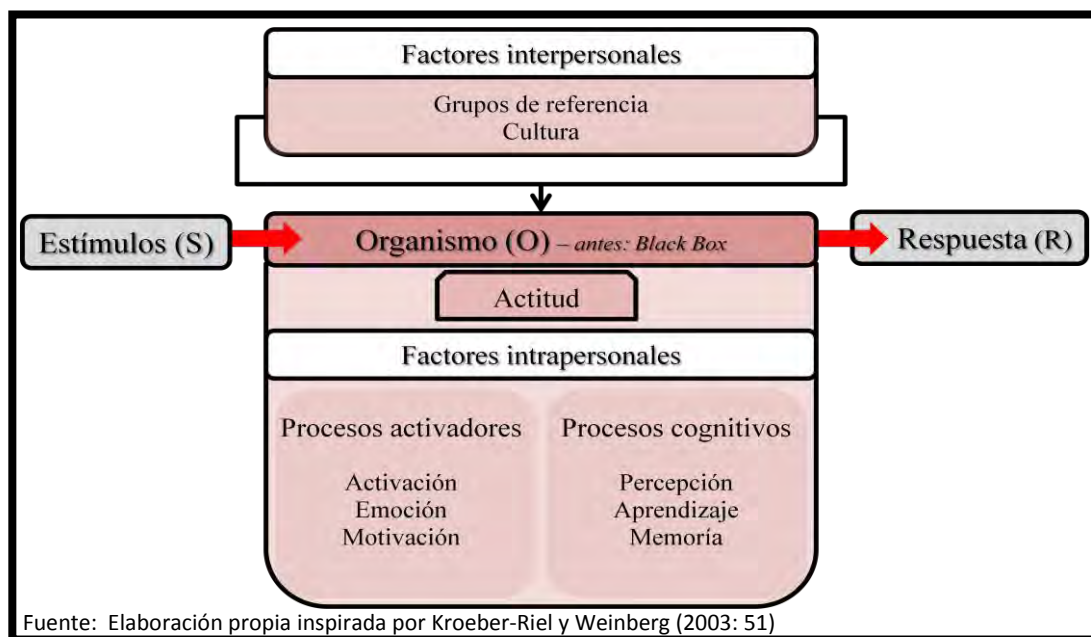 Factores interpersonales
Grupos de referencia
Cultura
Estímulos (S)
Organismo (O) – antes: Black Box
Respuesta (R)
Actitud
Factores intrapersonales
Procesos activadores
Activación
Emoción
Motivación
Procesos cognitivos
Percepción
Aprendizaje
Memoría
Fuente: Elaboración propia inspirada por Kroeber-Riel y Weinberg (2003: 51)